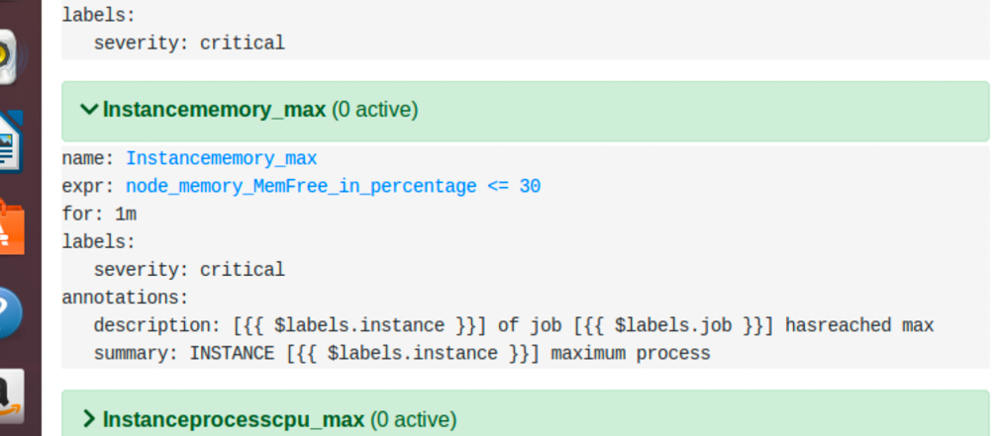 labels:
severity: critical
Instancememory_max (0 active)
name: Instancememory_max
expr: node_memory_MemFree_in_percentage <= 30
for: 1m
labels:
severity: critical
annotations:
description: [{{ $labels.instance }}] of job [{{ $labels.job }}] hasreached max
summary: INSTANCE [{{ $labels.instance }}] maximum process
Instanceprocesscpu_max (0 active)